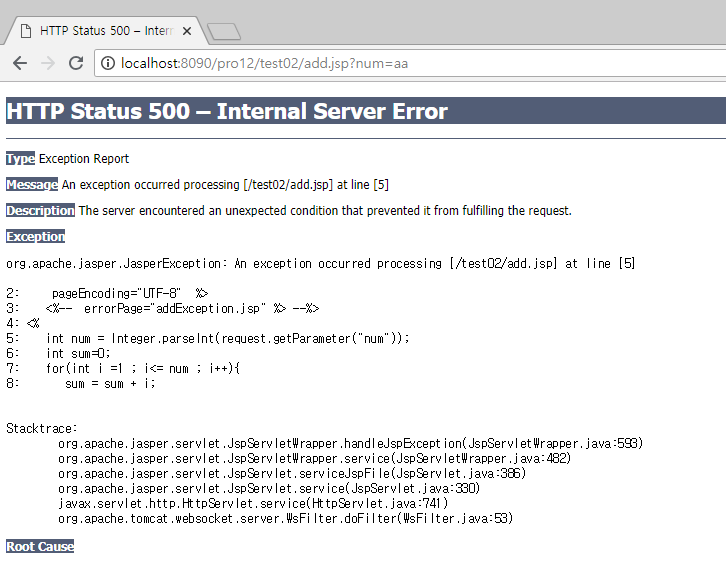 HTTP Status 500 – Intern
localhost:8090/pro12/test02/add.jsp?num=aa
HTTP Status 500 – Internal Server Error
Type Exception Report
Message An exception occurred processing [/test02/add.jsp] at line [5]
Description The server encountered an unexpected condition that prevented it from fulfilling the request.
Exception
org.apache.jasper.JasperException: An exception occurred processing [/test02/add.jsp] at line [5]
2:     pageEncoding="UTF-8"  %>
3:    <%--  errorPage="addException.jsp" %> --%>
4: <%
5:    int num = Integer.parseInt(request.getParameter("num"));
6:    int sum=0;
7:    for(int i =1 ; i<= num ; i++){
8:       sum = sum + i;
Stacktrace:
org.apache.jasper.servlet.JspServletWrapper.handleJspException(JspServletWrapper.java:593)
org.apache.jasper.servlet.JspServletWrapper.service(JspServletWrapper.java:482)
org.apache.jasper.servlet.JspServlet.serviceJspFile(JspServlet.java:386)
org.apache.jasper.servlet.JspServlet.service(JspServlet.java:330)
javax.servlet.http.HttpServlet.service(HttpServlet.java:741)
org.apache.tomcat.websocket.server.WsFilter.doFilter(WsFilter.java:53)
Root Cause